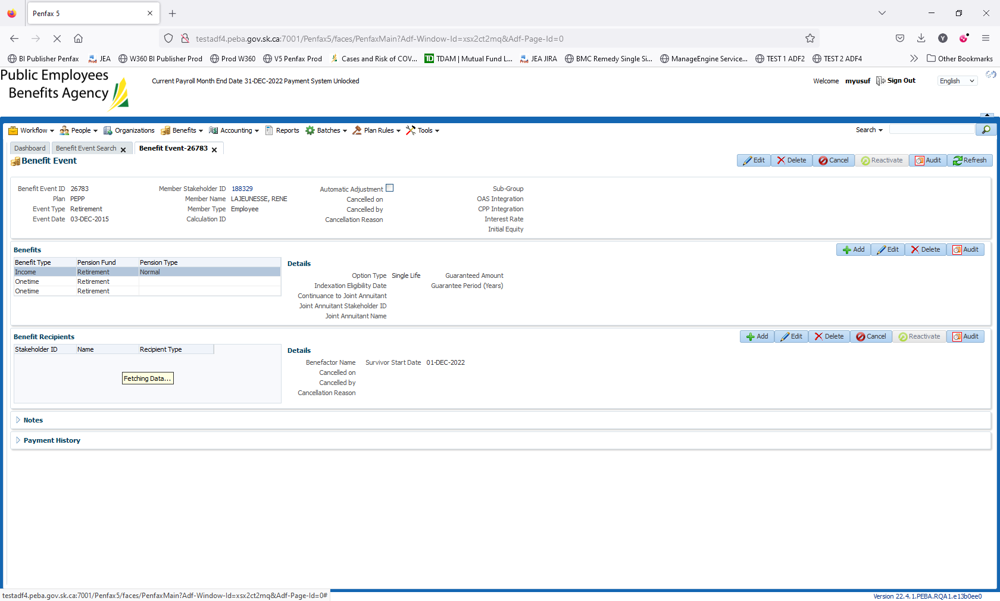 Penfax 5
testadf4.peba.gov.sk.ca:7001/Penfax5/faces/PenfaxMain?Adf-Window-Id=xsx2ct2mq&Adf-Page-Id=0
BI Publisher Penfax JEA W360 BI Publisher Prod Prod W360 V5 Penfax Prod Cases and Risk of COV... TDAM | Mutual Fund L... JEA JIRA BMC Remedy Single Si... ManageEngine Service... TEST 1 ADF2 TEST 2 ADF4 Other Bookmarks
Public Employees
Benefits Agency
Current Payroll Month End Date 31-DEC-2022 Payment System Unlocked
Welcome myusuf Sign Out English
Workflow People Organizations Benefits Accounting Reports Batches Plan Rules Tools Search
Dashboard Benefit Event Search Benefit Event-26783
Benefit Event
Edit Delete Cancel Reactivate Audit Refresh
Benefit Event ID 26783 Member Stakeholder ID 188329 Automatic Adjustment Sub-Group
Plan PEPP Member Name LAJEUNESSE, RENE Cancelled on OAS Integration
Event Type Retirement Member Type Employee Cancelled by CPP Integration
Event Date 03-DEC-2015 Calculation ID Cancellation Reason Interest Rate
Initial Equity
Benefits
Add Edit Delete Audit
Benefit Type Pension Fund Pension Type
Income Retirement Normal
Onetime Retirement
Onetime Retirement
Details
Option Type Single Life Guaranteed Amount
Indexation Eligibility Date Guarantee Period (Years)
Continuance to Joint Annuitant
Joint Annuitant Stakeholder ID
Joint Annuitant Name
Benefit Recipients
Add Edit Delete Cancel Reactivate Audit
Stakeholder ID Name Recipient Type
Fetching Data...
Details
Benefactor Name Survivor Start Date 01-DEC-2022
Cancelled on
Cancelled by
Cancellation Reason
Notes
Payment History
testadf4.peba.gov.sk.ca:7001/Penfax5/faces/PenfaxMain?Adf-Window-Id=xsx2ct2mq&Adf-Page-Id=0#
Version 22.4.1.PEBA.RQA1.e13b0ee0